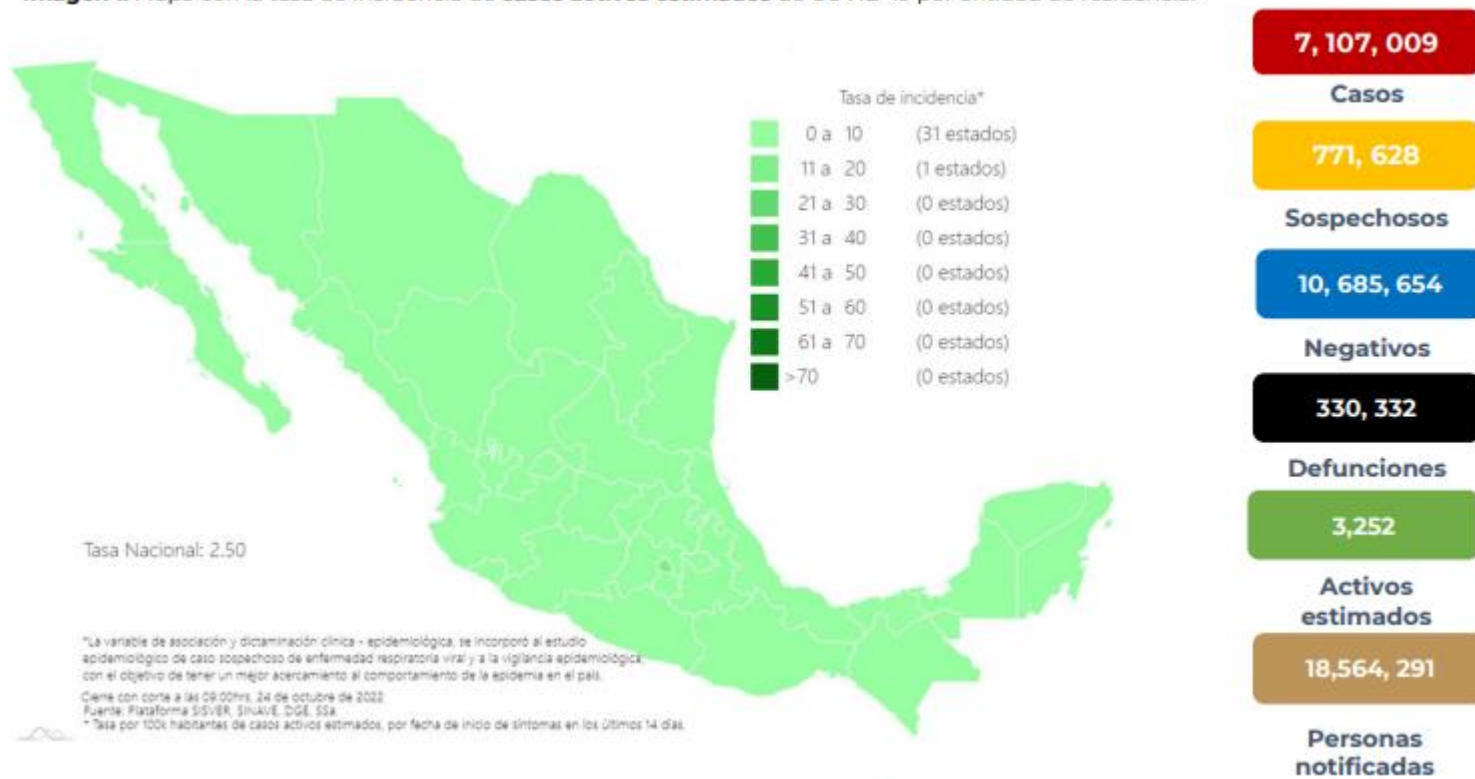 7, 107, 009
Casos
771, 628
Sospechosos
10, 685, 654
Negativos
330, 332
Defunciones
3,252
Activos
estimados
18,564, 291
Personas
notificadas
Tasa de incidencia*
0 a 10 (31 estados)
11 a 20 (1 estados)
21 a 30 (0 estados)
31 a 40 (0 estados)
41 a 50 (0 estados)
51 a 60 (0 estados)
61 a 70 (0 estados)
>70 (0 estados)
Tasa Nacional: 2.50
*La variable de asociación y dictaminación clínica - epidemiológica, se incorporó al estudio
epidemiológico de caso sospechoso de enfermedad respiratoria viral y a la vigilancia epidemiológica,
con el objetivo de tener un mejor acercamiento al comportamiento de la epidemia en el país.
Cierre con corte a las 09:00hrs, 24 de octubre de 2022
Fuente: Plataforma SISVER, SINAVE, DGE, SSa.
* Tasa por 100k habitantes de casos activos estimados, por fecha de inicio de síntomas en los últimos 14 días.